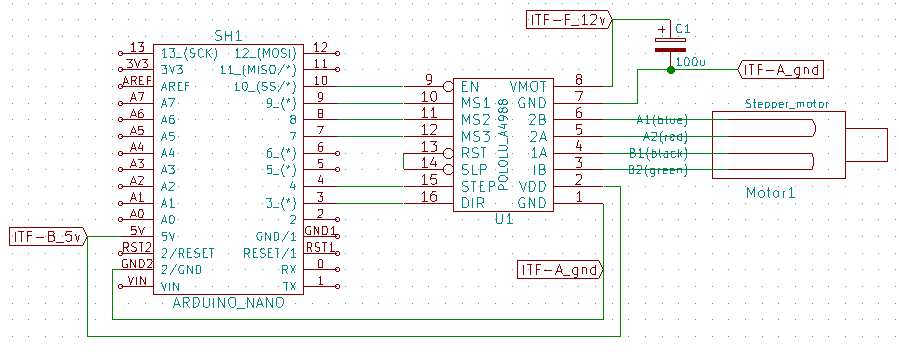 ITF-F_12v
SH1
C1
+
100u
ITF-A_gnd
13 13_(SCK) 12_(MOSI) 12
3V3 3V3 11_(MISO/*) 11
AREF AREF 10_(SS/*) 10
A7 A7 9_(*) 9
A6 A6 8 8
A5 A5 7 7
A4 A4 6_(*) 6
A3 A3 5_(*) 5
A2 A2 4 4
A1 A1 3_(*) 3
A0 A0 2 2
5V 5V GND/1 GND1
RST2 2/RESET RESET/1 RST1
GND2 2/GND RX 0
VIN VIN TX 1
ARDUINO_NANO
ITF-B_5v
9 EN VMOT 8
10 MS1 GND 7
11 MS2 2B 6
12 MS3 2A 5
13 RST 1A 4
14 SLP 1B 3
15 STEP VDD 2
16 DIR GND 1
POLOLU_A4988
U1
ITF-A_gnd
Stepper_motor
A1(blue)
A2(red)
B1(black)
B2(green)
Motor1